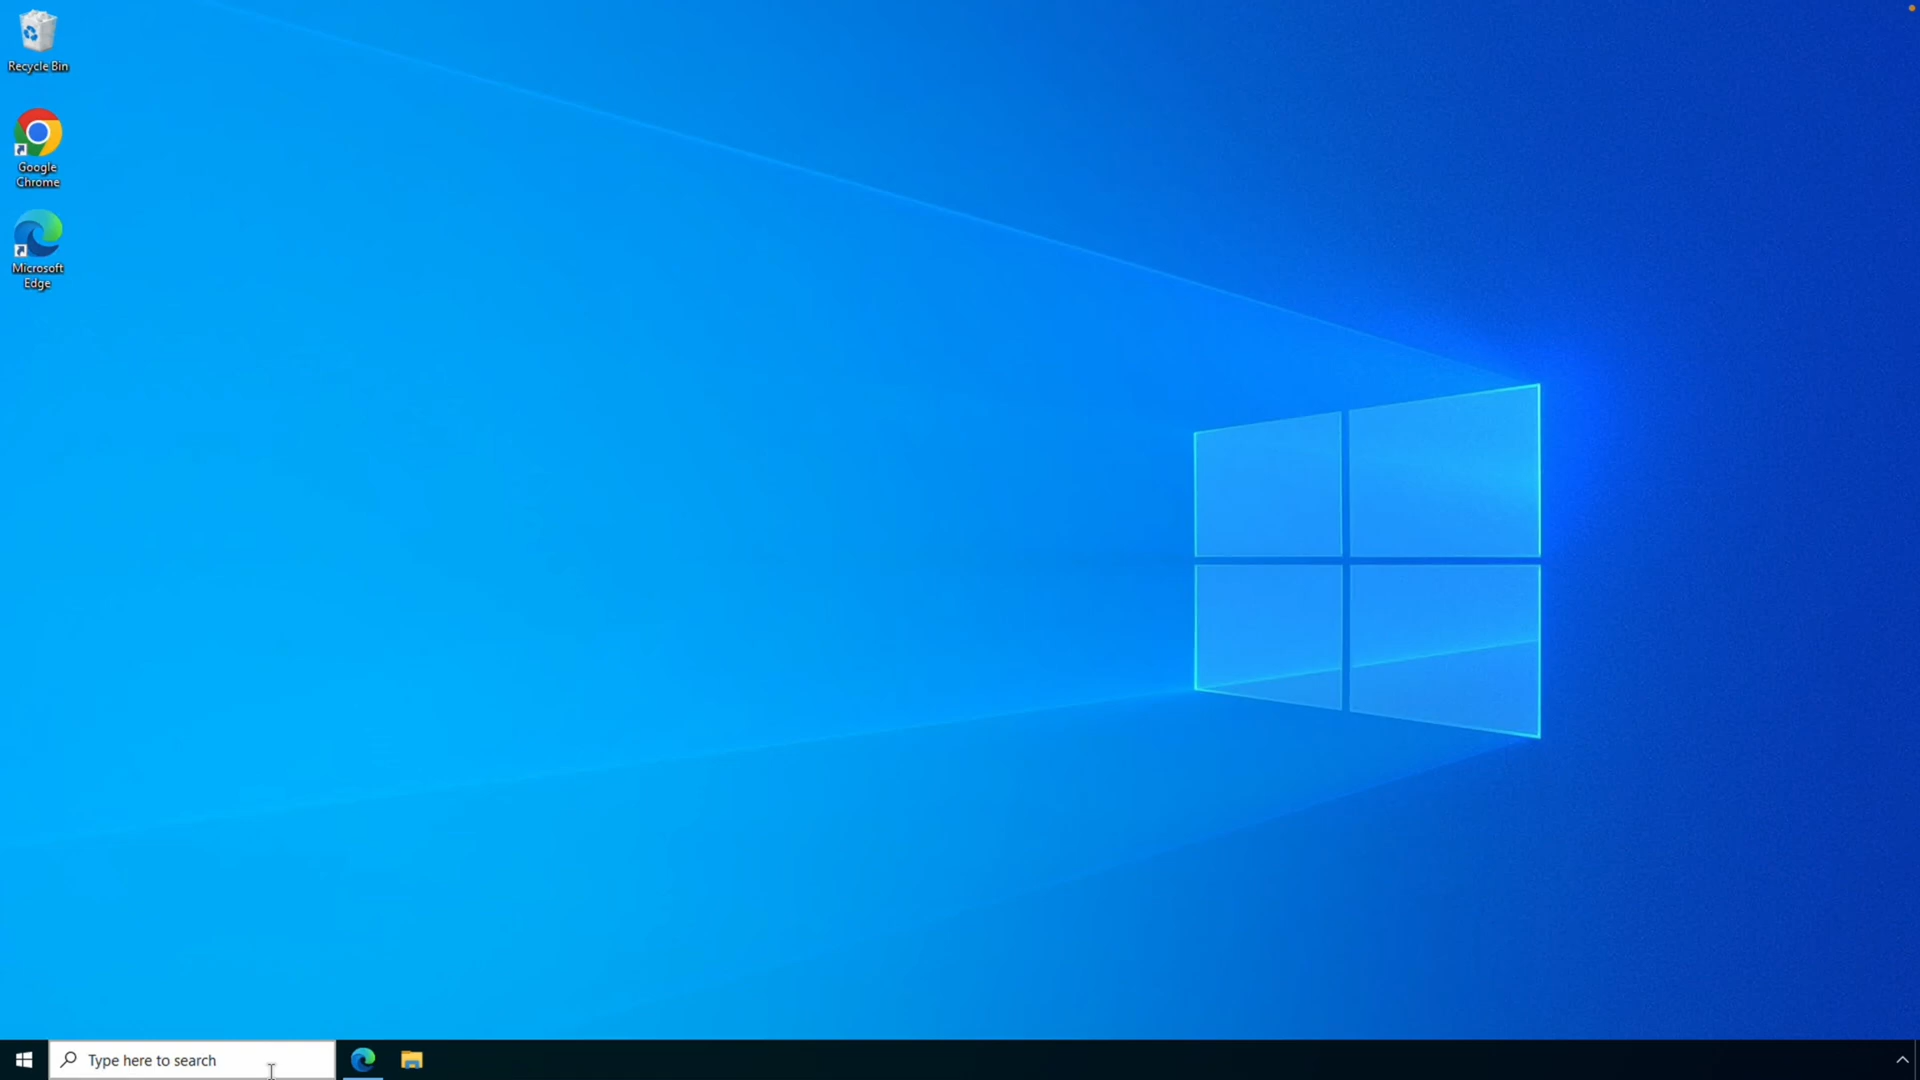 Recycle Bin
Google
Chrome
Microsoft
Edge
Type here to search